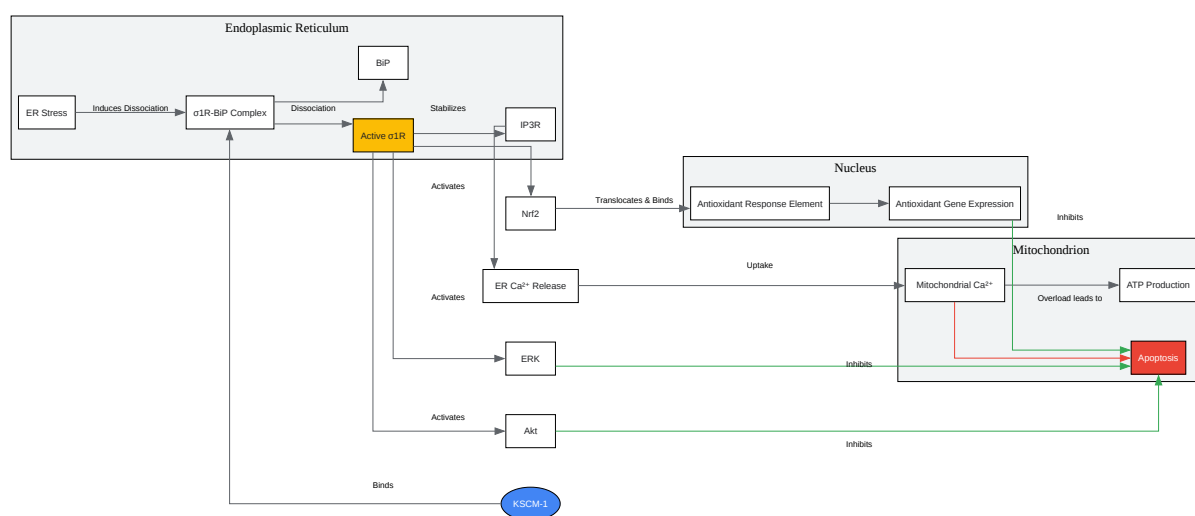 Endoplasmic Reticulum
BiP
ER Stress
Induces Dissociation
σ1R-BiP Complex
Dissociation
Stabilizes
Active σ1R
IP3R
Activates
Nrf2
Translocates & Binds
Nucleus
Antioxidant Response Element
Antioxidant Gene Expression
Inhibits
Mitochondrion
Uptake
ER Ca²⁺ Release
Activates
Mitochondrial Ca²⁺
Overload leads to
ATP Production
ERK
Inhibits
Apoptosis
Activates
Akt
Inhibits
Binds
KSCM-1